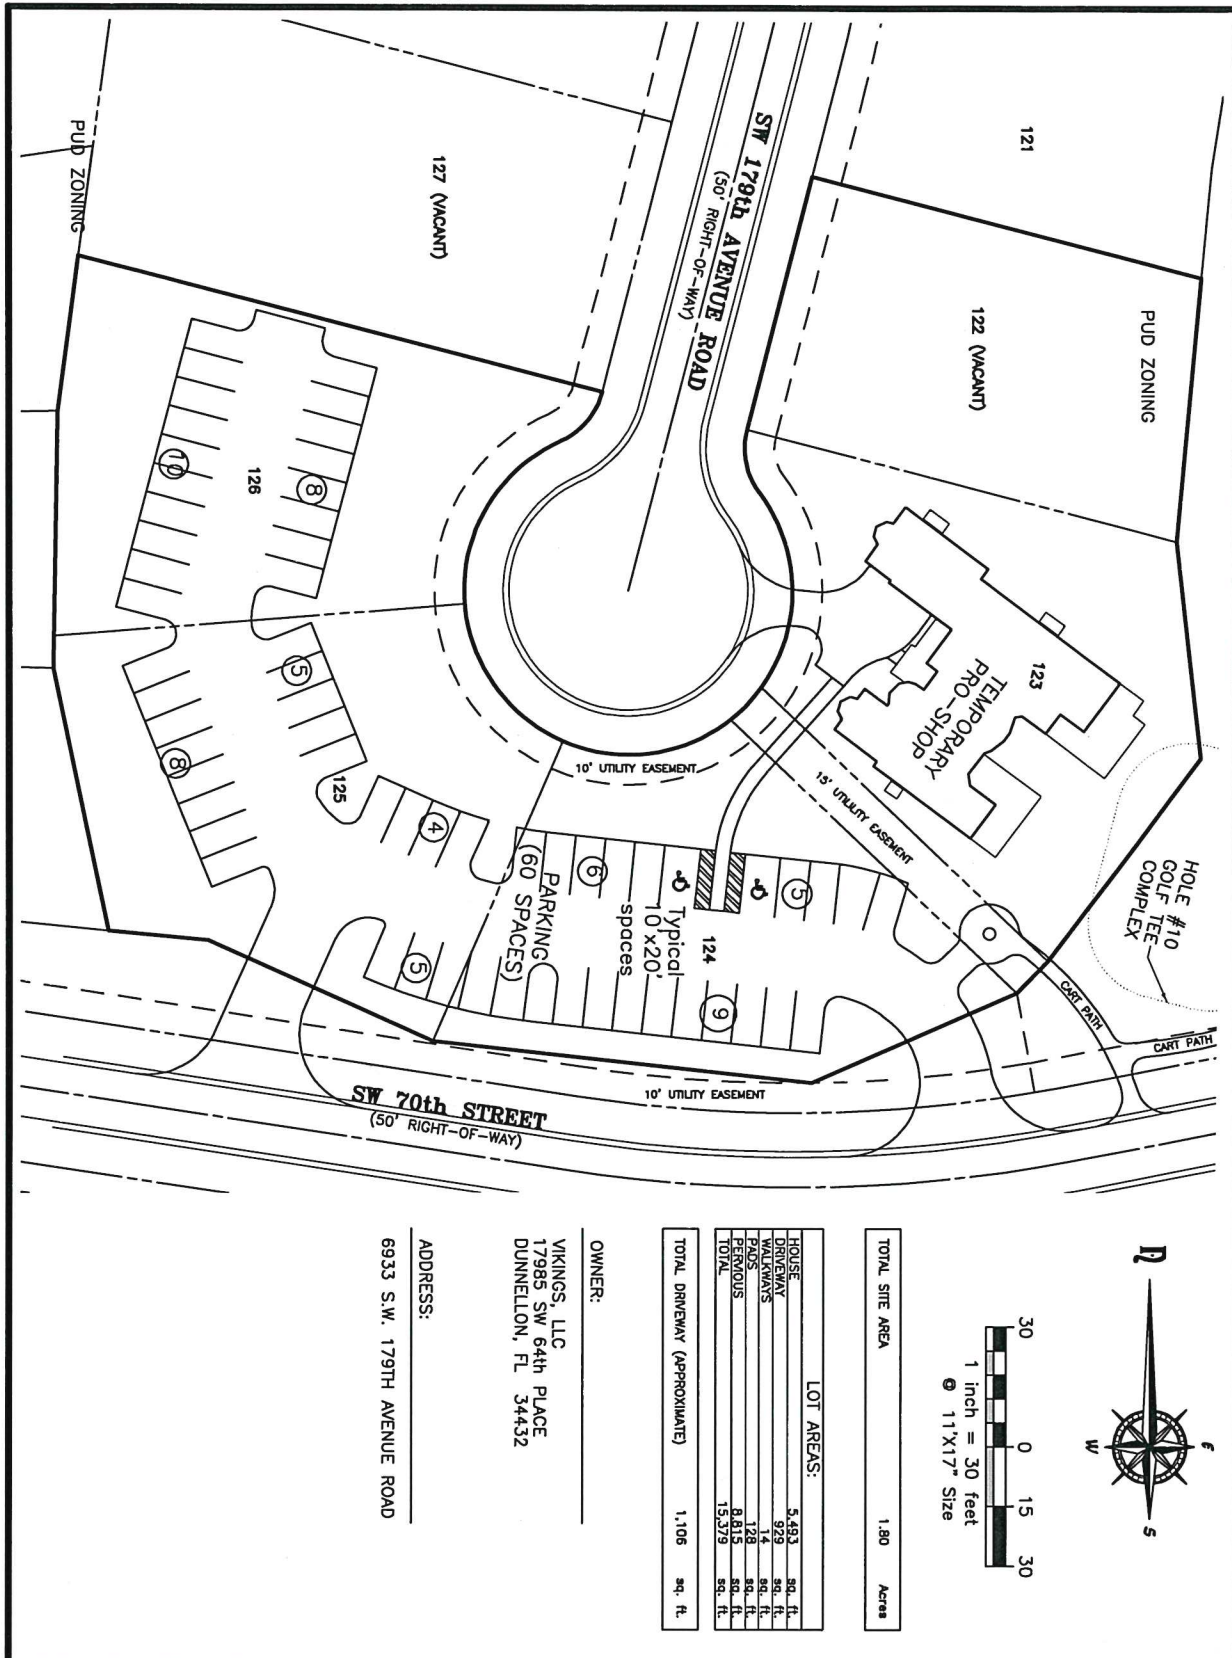 121
PUD ZONING
122 (VACANT)
SW 179th AVENUE ROAD
(50' RIGHT-OF-WAY)
127 (VACANT)
PUD ZONING
123
TEMPORARY
PRO-SHOP
HOLE #10
GOLF TEE
COMPLEX
15' UTILITY EASEMENT
10' UTILITY EASEMENT
CART PATH
CART PATH
126
10
8
5
8
125
4
5
6
5
9
124
Typical
10'x20'
spaces
PARKING
(60 SPACES)
10' UTILITY EASEMENT
SW 70th STREET
(50' RIGHT-OF-WAY)
n
E
W
S
30 0 15 30
1 inch = 30 feet
@ 11"X17" Size
TOTAL SITE AREA 1.80 Acres
LOT AREAS:
HOUSE 5,493 sq. ft.
DRIVEWAY 929 sq. ft.
WALKWAYS 14 sq. ft.
PADS 128 sq. ft.
PERVIOUS 8,815 sq. ft.
TOTAL 15,379 sq. ft.
TOTAL DRIVEWAY (APPROXIMATE) 1,106 sq. ft.
OWNER:
VIKINGS, LLC
17985 SW 64th PLACE
DUNNELLON, FL 34432
ADDRESS:
6933 S.W. 179TH AVENUE ROAD